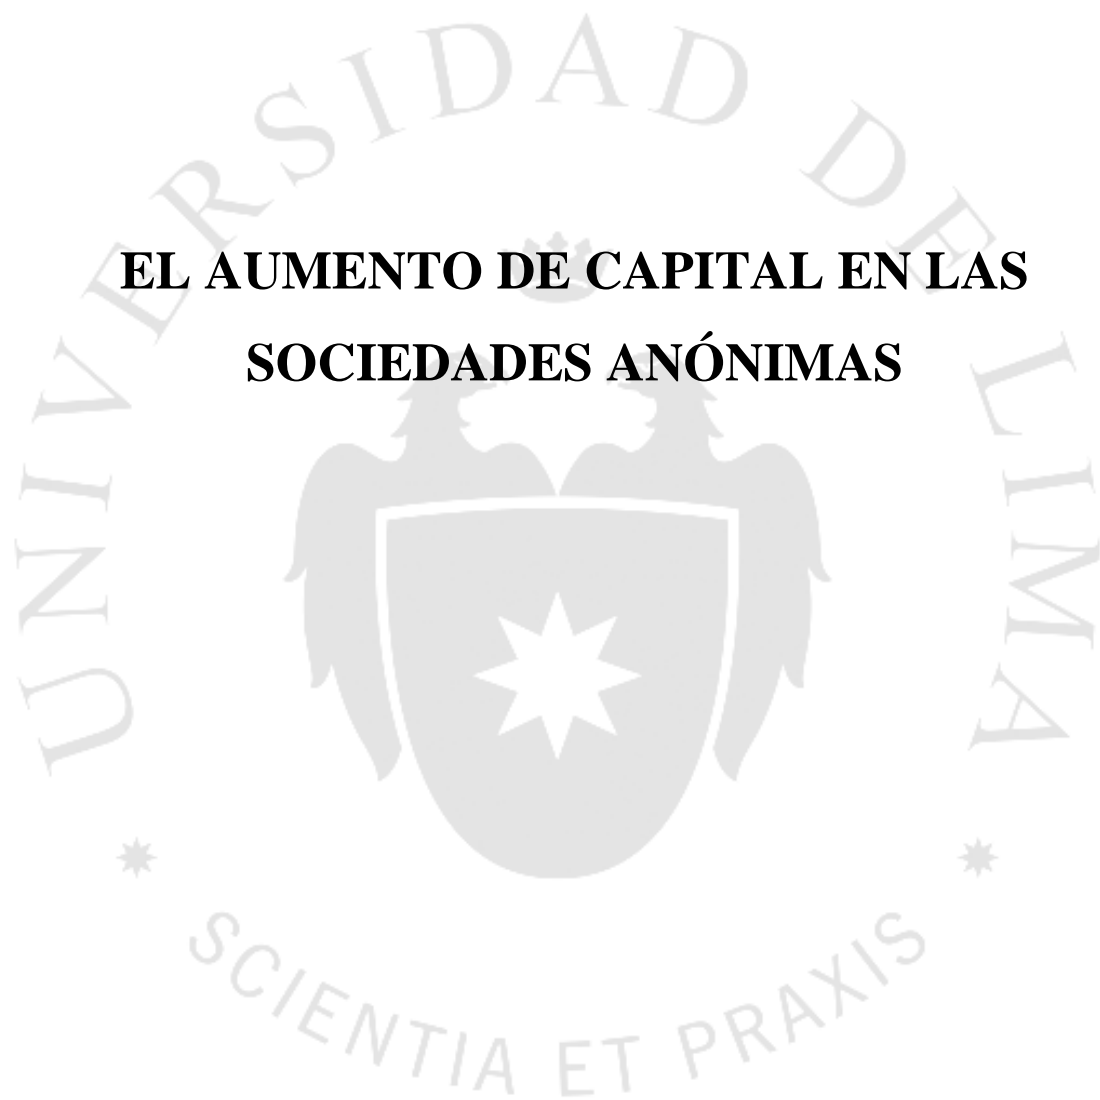 UNIVERSIDAD DE LIMA
EL AUMENTO DE CAPITAL EN LAS
SOCIEDADES ANÓNIMAS
SCIENTIA ET PRAXIS